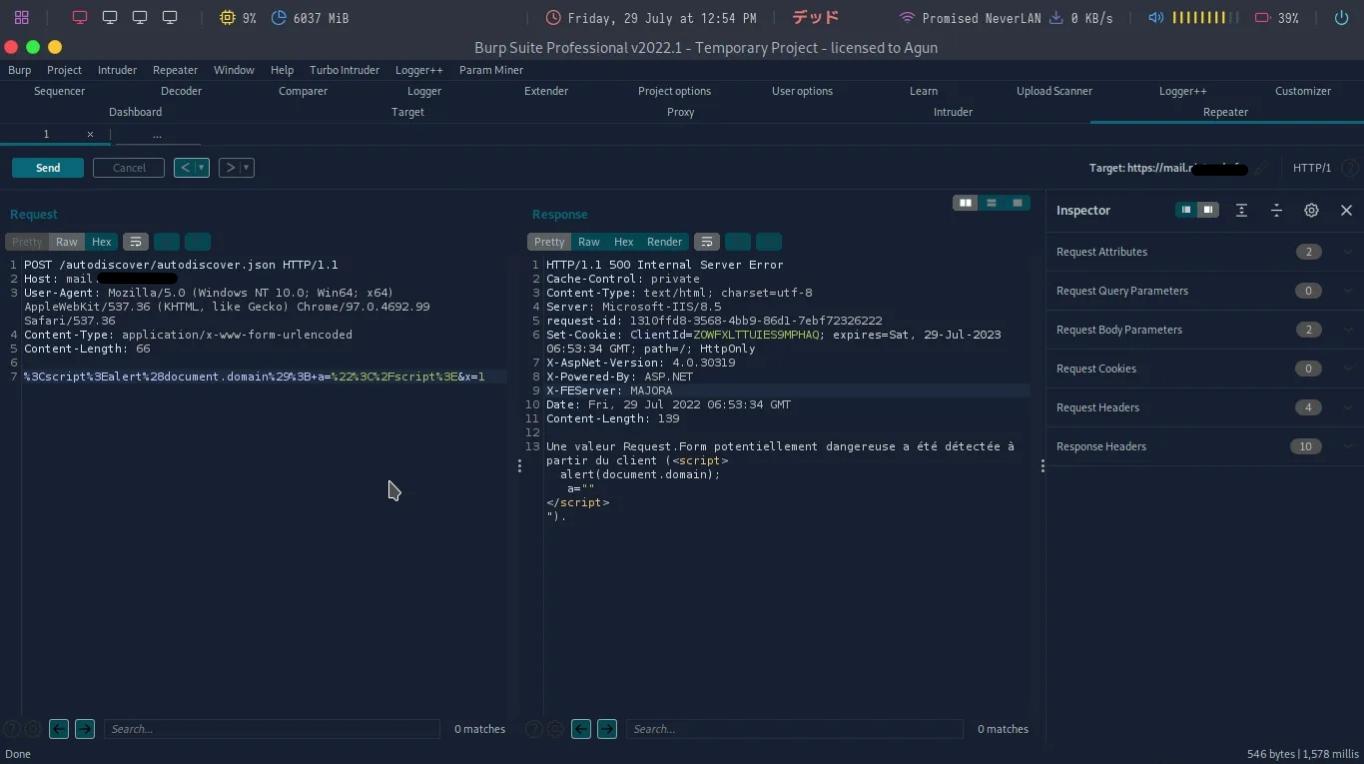 9% 6037 MiB Friday, 29 July at 12:54 PM デッド Promised NeverLAN 0 KB/s 39%
Burp Suite Professional v2022.1 - Temporary Project - licensed to Agun
Burp Project Intruder Repeater Window Help Turbo Intruder Logger++ Param Miner
Sequencer Decoder Comparer Logger Extender Project options User options Learn Upload Scanner Logger++ Customizer
Dashboard Target Proxy Intruder Repeater
1 × ...
Send Cancel < ▾ > ▾ Target: https://mail. HTTP/1 ?
Request
Pretty Raw Hex
1 POST /autodiscover/autodiscover.json HTTP/1.1
2 Host: mail.
3 User-Agent: Mozilla/5.0 (Windows NT 10.0; Win64; x64)
AppleWebKit/537.36 (KHTML, like Gecko) Chrome/97.0.4692.99
Safari/537.36
4 Content-Type: application/x-www-form-urlencoded
5 Content-Length: 66
6
7 %3Cscript%3Ealert%28document.domain%29%3B+a=%22%3C%2Fscript%3E&x=1
Search... 0 matches
Response
Pretty Raw Hex Render
1 HTTP/1.1 500 Internal Server Error
2 Cache-Control: private
3 Content-Type: text/html; charset=utf-8
4 Server: Microsoft-IIS/8.5
5 request-id: 1310ffd8-3568-4bb9-86d1-7ebf72326222
6 Set-Cookie: ClientId=ZOWFXLTTUIES9MPHAQ; expires=Sat, 29-Jul-2023
06:53:34 GMT; path=/; HttpOnly
7 X-AspNet-Version: 4.0.30319
8 X-Powered-By: ASP.NET
9 X-FEServer: MAJORA
10 Date: Fri, 29 Jul 2022 06:53:34 GMT
11 Content-Length: 139
12
13 Une valeur Request.Form potentiellement dangereuse a été détectée à
partir du client (<script>
alert(document.domain);
a=""
</script>
").
Search... 0 matches
Inspector
Request Attributes 2
Request Query Parameters 0
Request Body Parameters 2
Request Cookies 0
Request Headers 4
Response Headers 10
Done 546 bytes | 1,578 millis